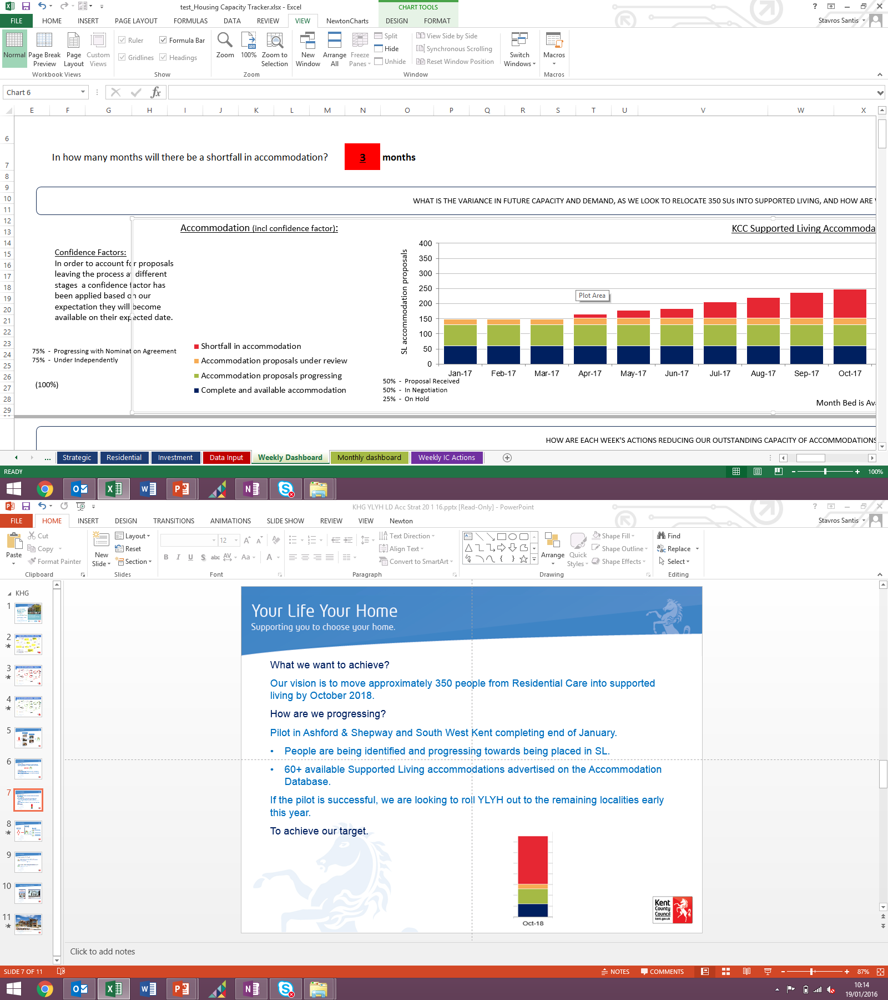 test_Housing Capacity Tracker.xlsx - Excel
CHART TOOLS
FILE HOME INSERT PAGE LAYOUT FORMULAS DATA REVIEW VIEW NewtonCharts DESIGN FORMAT
Stavros Santis
Normal
Page Break Preview
Page Layout
Custom Views
Workbook Views
Ruler
Formula Bar
Gridlines
Headings
Show
Zoom
100%
Zoom to Selection
Zoom
New Window
Arrange All
Freeze Panes
Split
Hide
Unhide
View Side by Side
Synchronous Scrolling
Reset Window Position
Window
Switch Windows
Macros
Macros
Chart 6
fx
E F G H I J K L M N O P Q R S T U V W X
6
7
8
9
10
11
12
13
14
15
16
17
18
19
20
21
22
23
24
25
26
27
28
29
In how many months will there be a shortfall in accommodation?
3
months
WHAT IS THE VARIANCE IN FUTURE CAPACITY AND DEMAND, AS WE LOOK TO RELOCATE 350 SUs INTO SUPPORTED LIVING, AND HOW ARE
Accommodation (incl confidence factor):
KCC Supported Living Accommoda
Confidence Factors:
In order to account for proposals
leaving the process at different
stages a confidence factor has
been applied based on our
expectation they will become
available on their expected date.
75% - Progressing with Nomination Agreement
75% - Under Independently
(100%)
Shortfall in accommodation
Accommodation proposals under review
Accommodation proposals progressing
Complete and available accommodation
SL accommodation proposals
400
350
300
250
200
150
100
50
0
Plot Area
Jan-17 Feb-17 Mar-17 Apr-17 May-17 Jun-17 Jul-17 Aug-17 Sep-17 Oct-17
50% - Proposal Received
50% - In Negotiation
25% - On Hold
Month Bed is Av
HOW ARE EACH WEEK'S ACTIONS REDUCING OUR OUTSTANDING CAPACITY OF ACCOMMODATIONS
... Strategic Residential Investment Data Input Weekly Dashboard Monthly dashboard Weekly IC Actions
READY
100%
KHG YLYH LD Acc Strat 20 1 16.pptx [Read-Only] - PowerPoint
FILE HOME INSERT DESIGN TRANSITIONS ANIMATIONS SLIDE SHOW REVIEW VIEW Newton
Stavros Santis
Paste
Cut
Copy
Format Painter
Clipboard
New Slide
Layout
Reset
Section
Slides
12
B I U S abc AV Aa A
Font
Text Direction
Align Text
Convert to SmartArt
Paragraph
Arrange
Quick Styles
Shape Fill
Shape Outline
Shape Effects
Drawing
Find
Replace
Select
Editing
KHG
1
2
3
4
5
6
7
8
9
10
11
Your Life Your Home
Supporting you to choose your home.
What we want to achieve?
Our vision is to move approximately 350 people from Residential Care into supported
living by October 2018.
How are we progressing?
Pilot in Ashford & Shepway and South West Kent completing end of January.
• People are being identified and progressing towards being placed in SL.
• 60+ available Supported Living accommodations advertised on the Accommodation
Database.
If the pilot is successful, we are looking to roll YLYH out to the remaining localities early
this year.
To achieve our target.
Oct-18
Kent
County
Council
kent.gov.uk
Click to add notes
SLIDE 7 OF 11
NOTES
COMMENTS
87%
10:14
19/01/2016